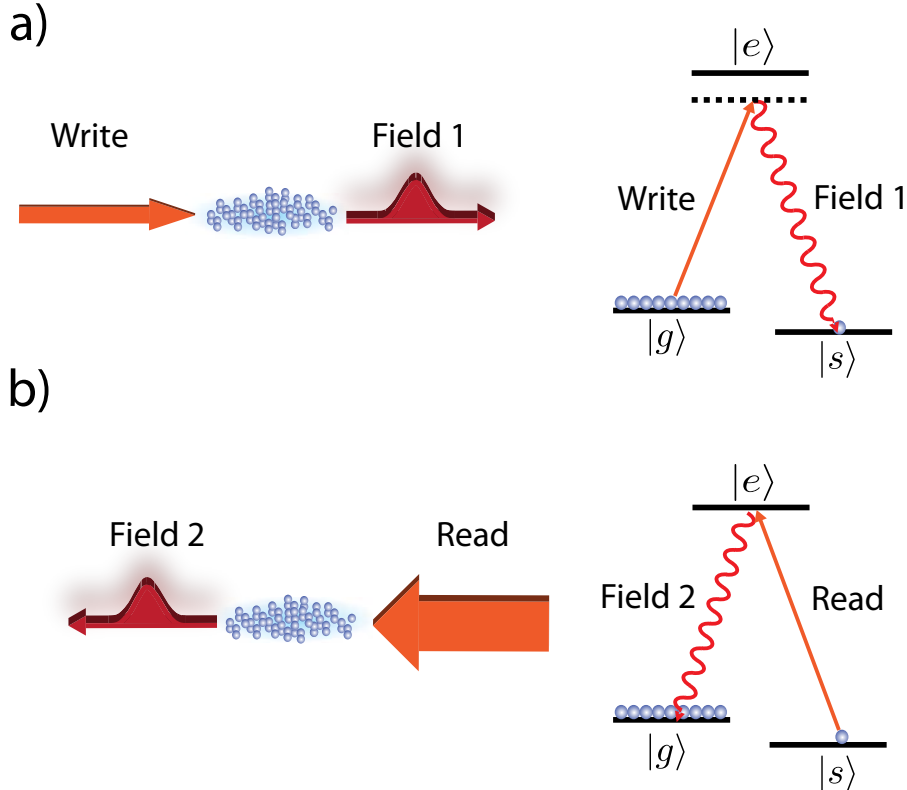 a)
|e⟩
Write
Field 1
Write
Field 1
|g⟩
|s⟩
b)
|e⟩
Field 2
Read
Field 2
Read
|g⟩
|s⟩